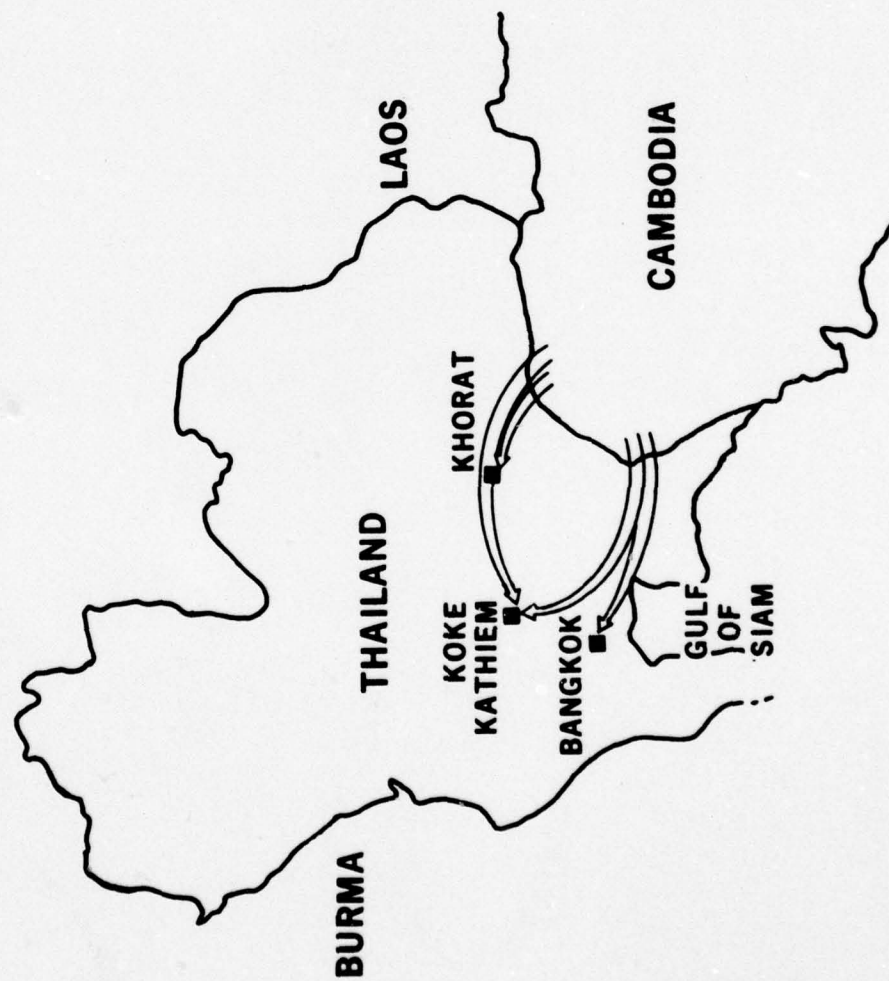 BURMA
THAILAND
LAOS
KHORAT
KOKE
KATHIEM
BANGKOK
GULF
OF
SIAM
CAMBODIA